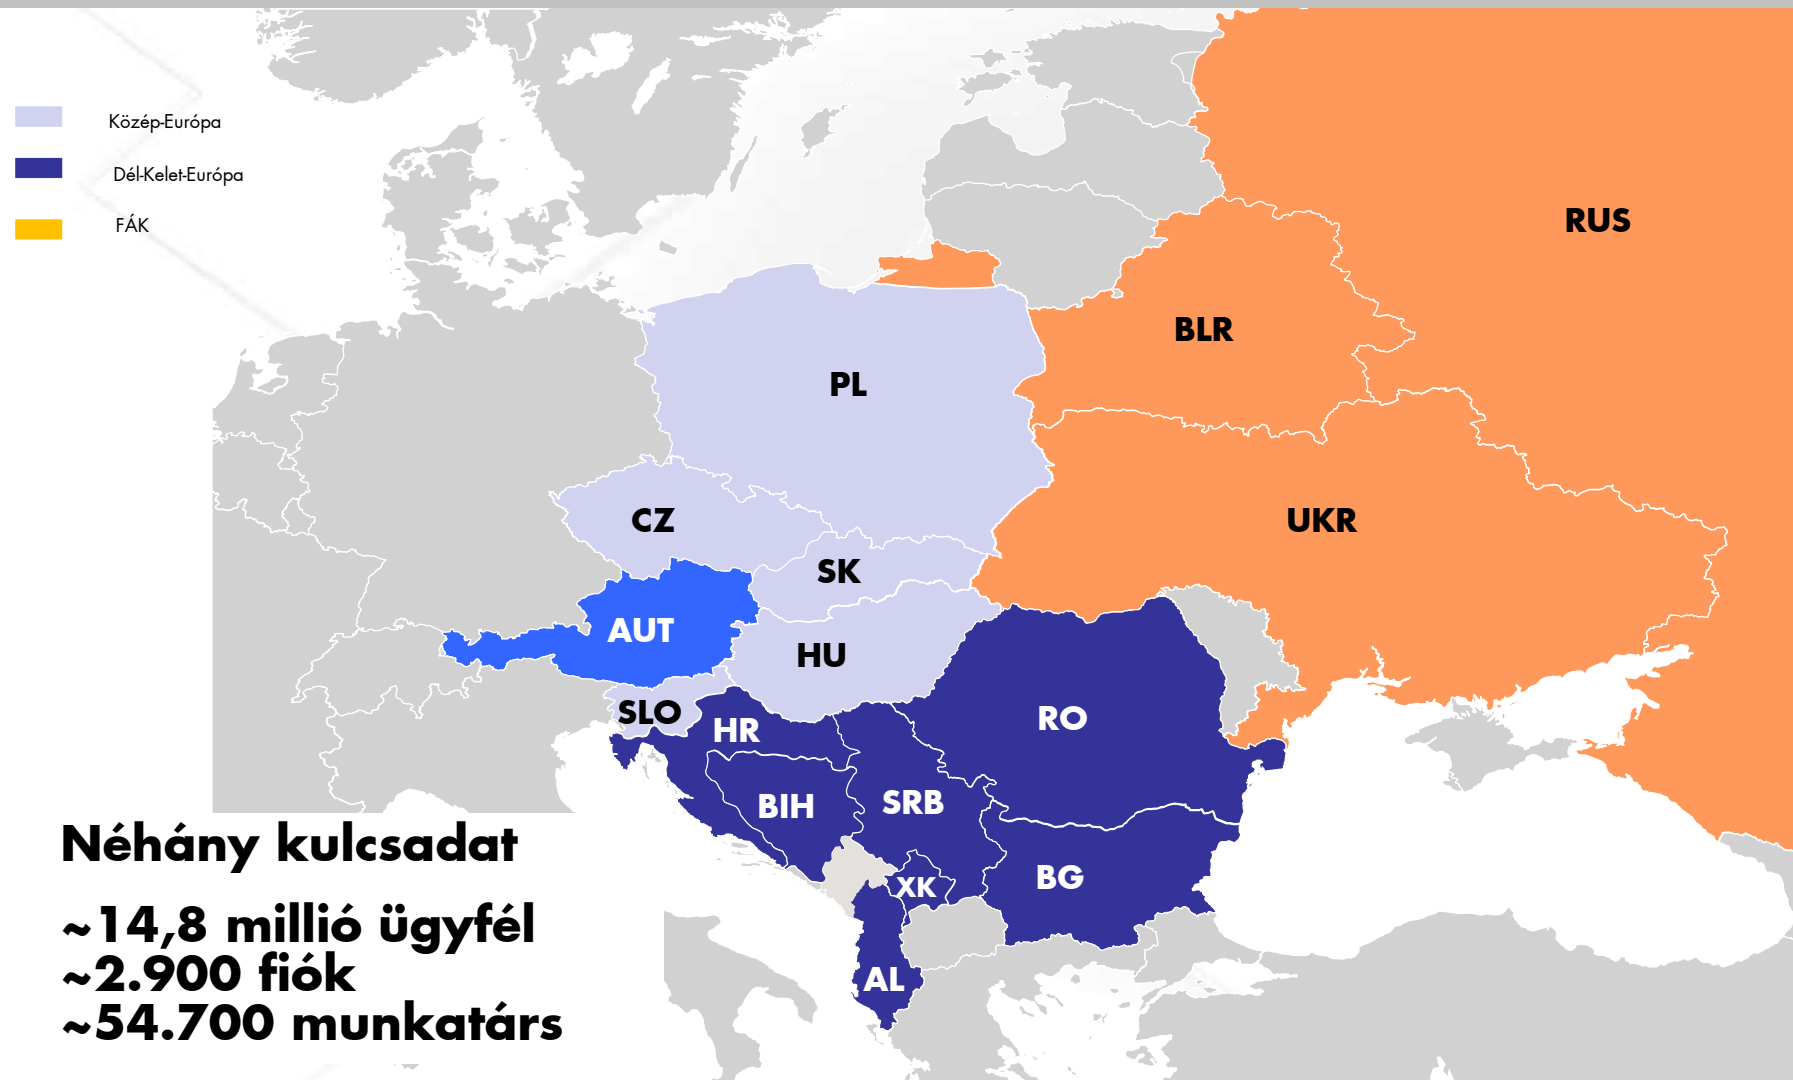 Közép-Európa
Dél-Kelet-Európa
FÁK
RUS
BLR
PL
CZ
UKR
SK
AUT
HU
SLO
HR
RO
BIH
SRB
BG
XK
AL
Néhány kulcsadat
~14,8 millió ügyfél
~2.900 fiók
~54.700 munkatárs